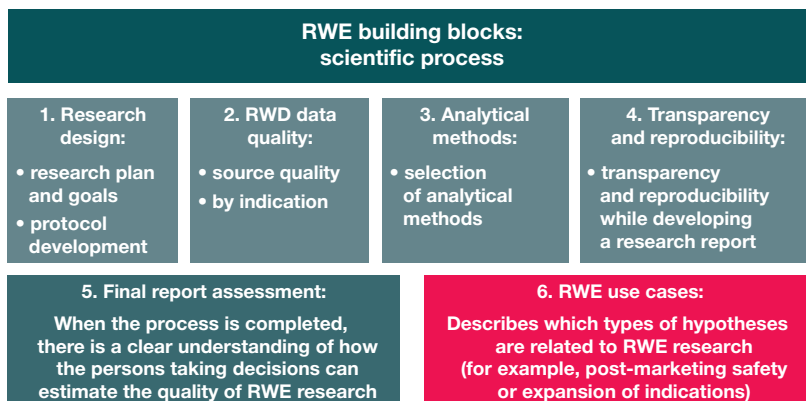 RWE building blocks:
scientific process
1. Research
design:
• research plan
and goals
• protocol
development
2. RWD data
quality:
• source quality
• by indication
3. Analytical
methods:
• selection
of analytical
methods
4. Transparency
and reproducibility:
• transparency
and reproducibility
while developing
a research report
5. Final report assessment:
When the process is completed,
there is a clear understanding of how
the persons taking decisions can
estimate the quality of RWE research
6. RWE use cases:
Describes which types of hypotheses
are related to RWE research
(for example, post-marketing safety
or expansion of indications)